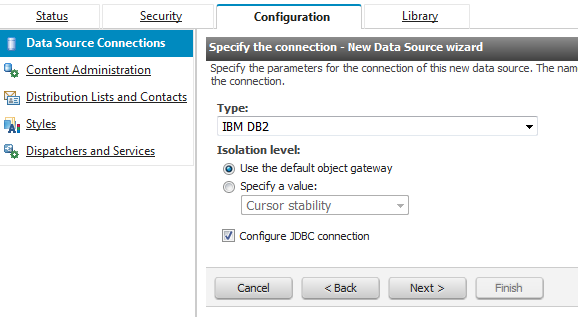 Status
Security
Configuration
Library
Data Source Connections
Content Administration
Distribution Lists and Contacts
Styles
Dispatchers and Services
Specify the connection - New Data Source wizard
Specify the parameters for the connection of this new data source. The nam
the connection.
Type:
IBM DB2
Isolation level:
Use the default object gateway
Specify a value:
Cursor stability
Configure JDBC connection
Cancel
< Back
Next >
Finish